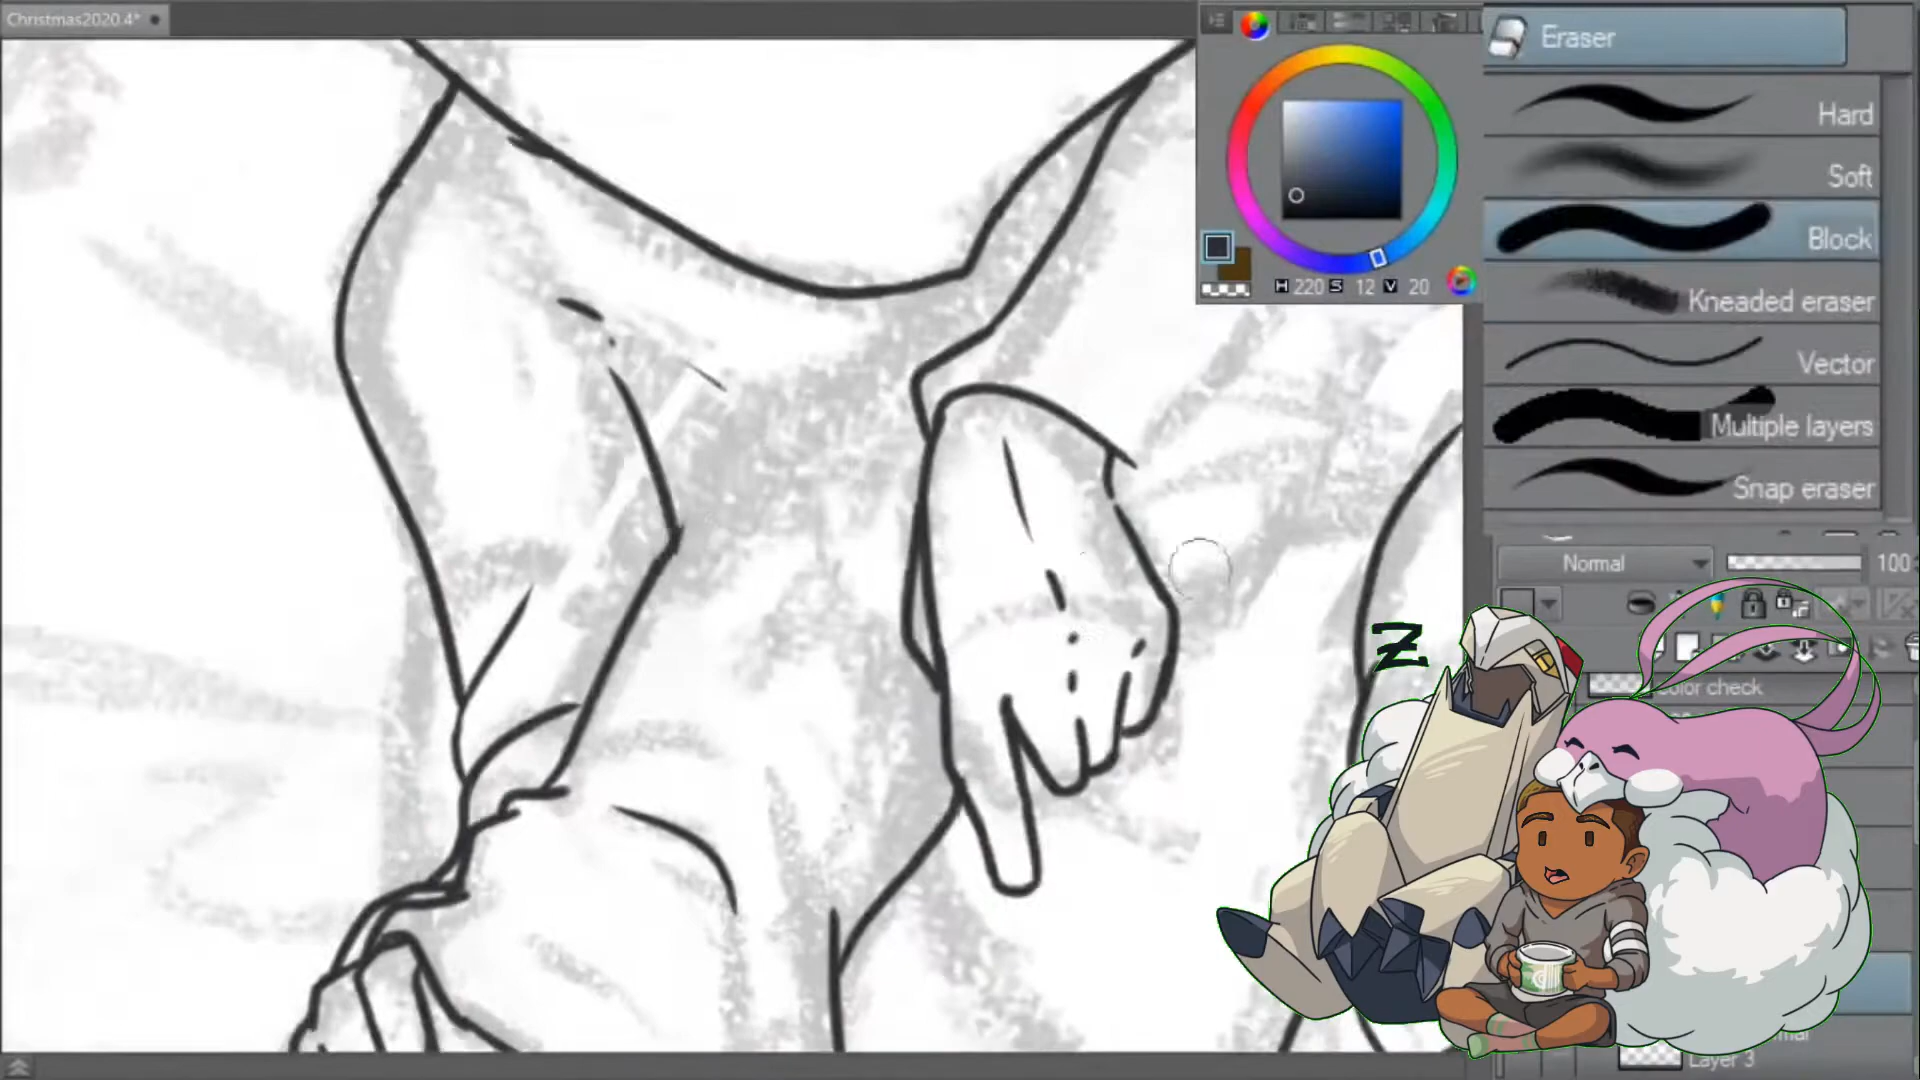 Christmas2020.4*
Eraser
Hard
Soft
Block
Kneaded eraser
Vector
Multiple layers
Snap eraser
H 220 S 12 V 20
Normal 100
Z
color check
Layer 3